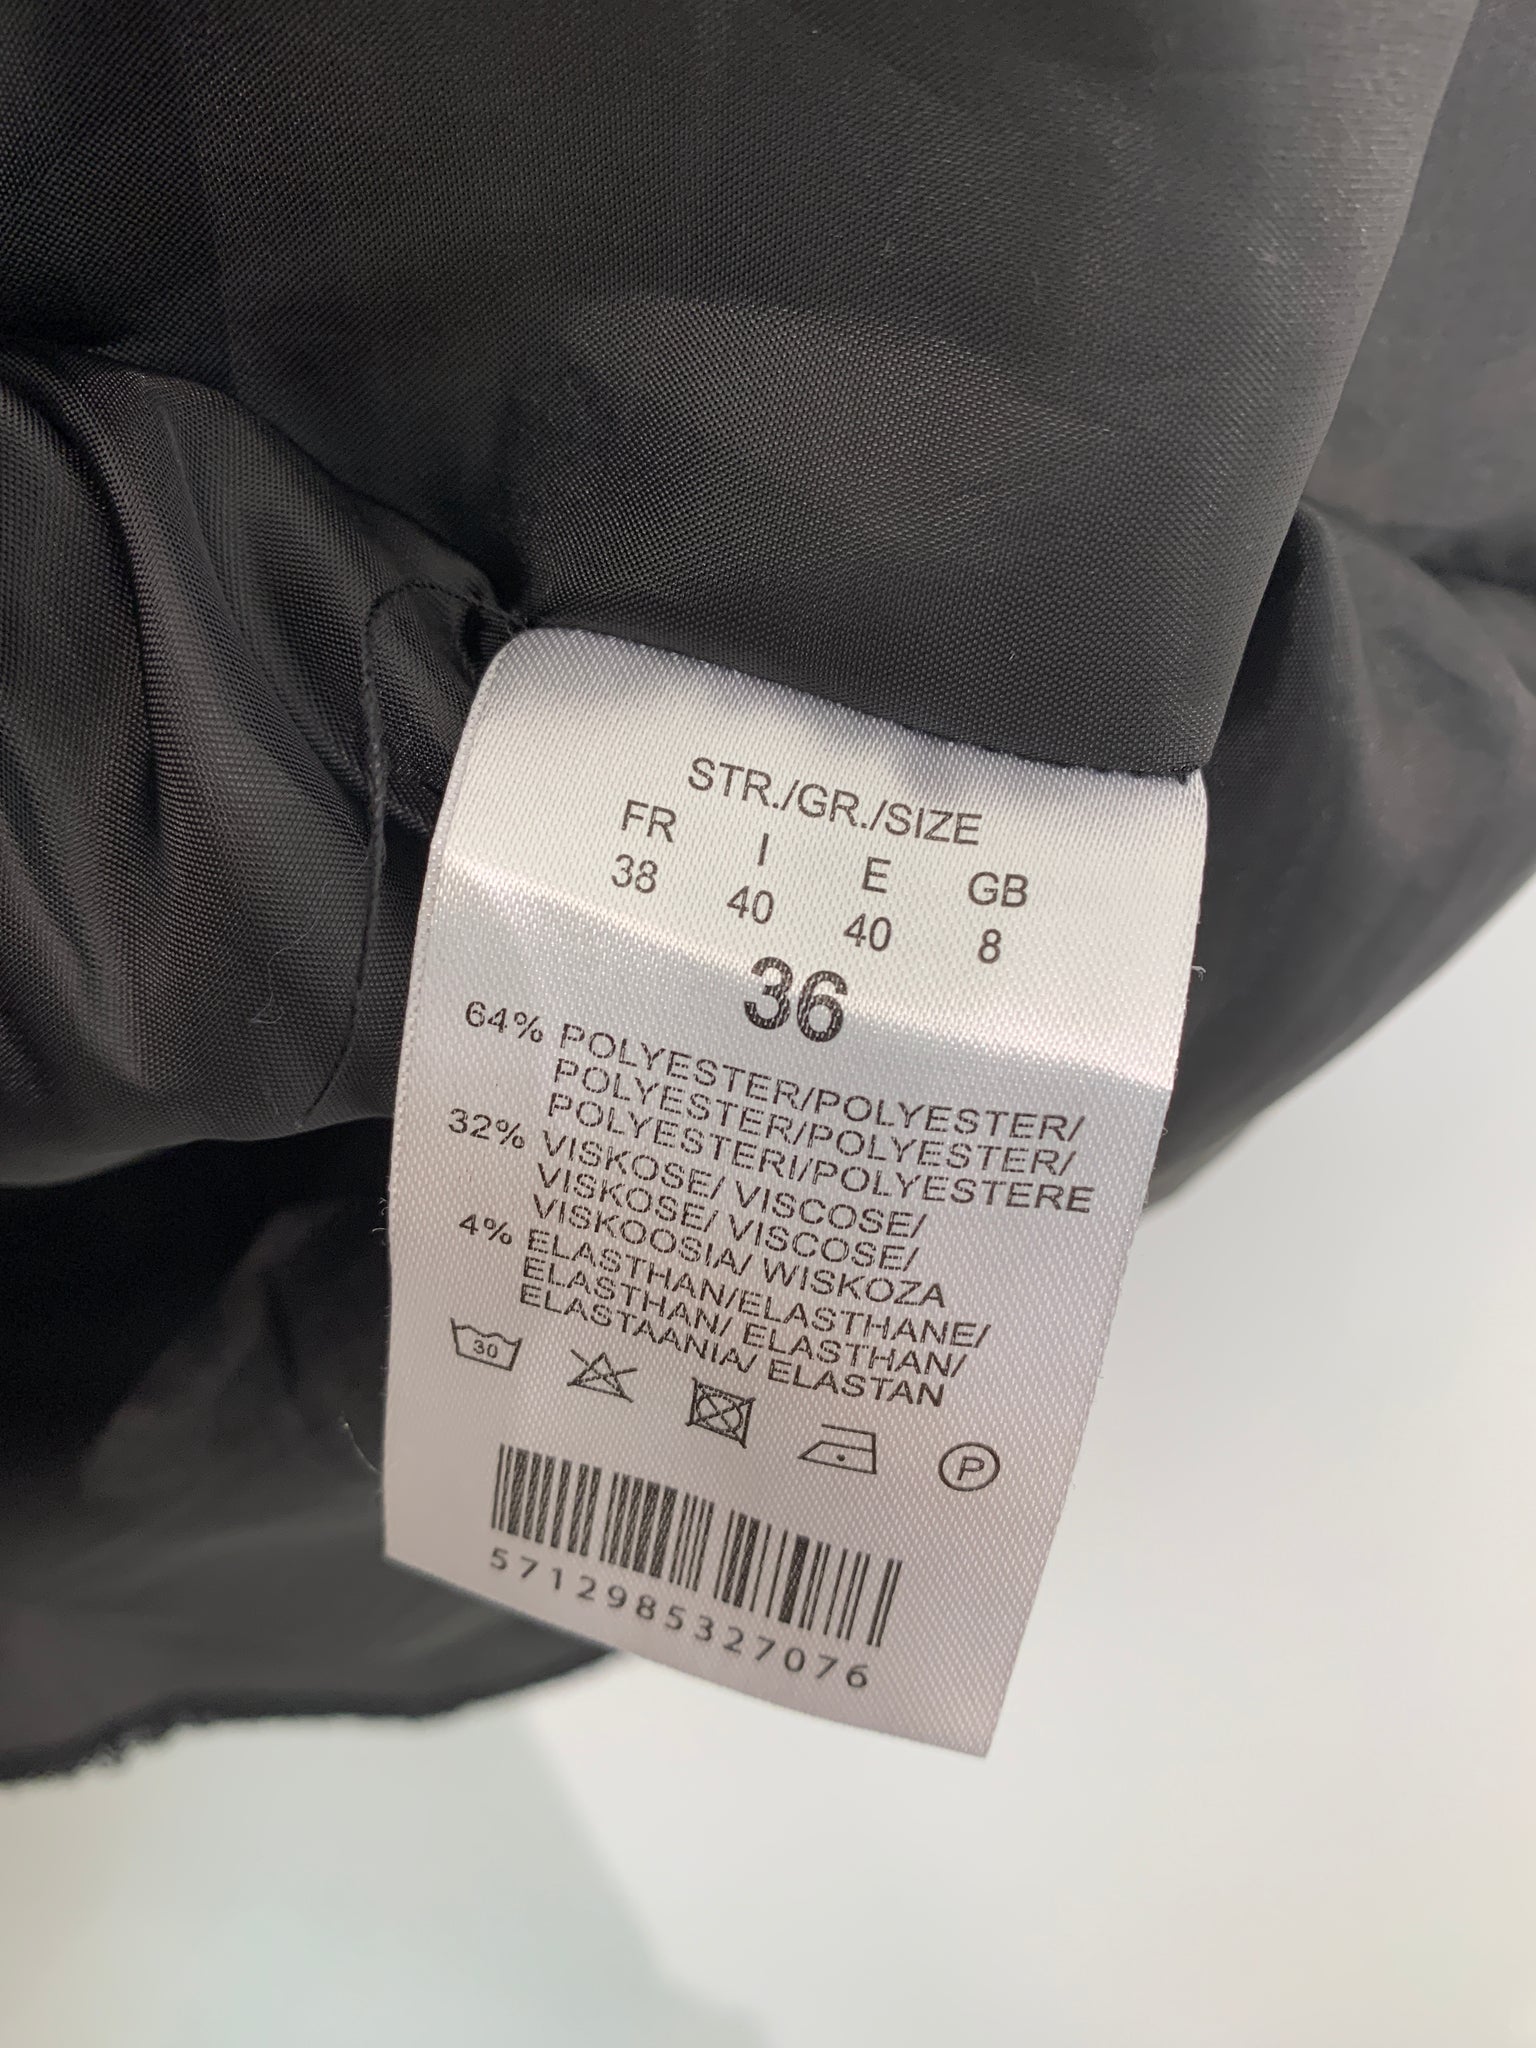 STR./GR./SIZE
FR I E GB
38 40 40 8
36
64% POLYESTER/POLYESTER/
POLYESTER/POLYESTER/
POLYESTERI/POLYESTERE
32% VISKOSE/ VISCOSE/
VISKOSE/ VISCOSE/
VISKOOSIA/ WISKOZA
4% ELASTHAN/ELASTHANE/
ELASTHAN/ ELASTHAN/
ELASTAANIA/ ELASTAN
30
P
5712985327076